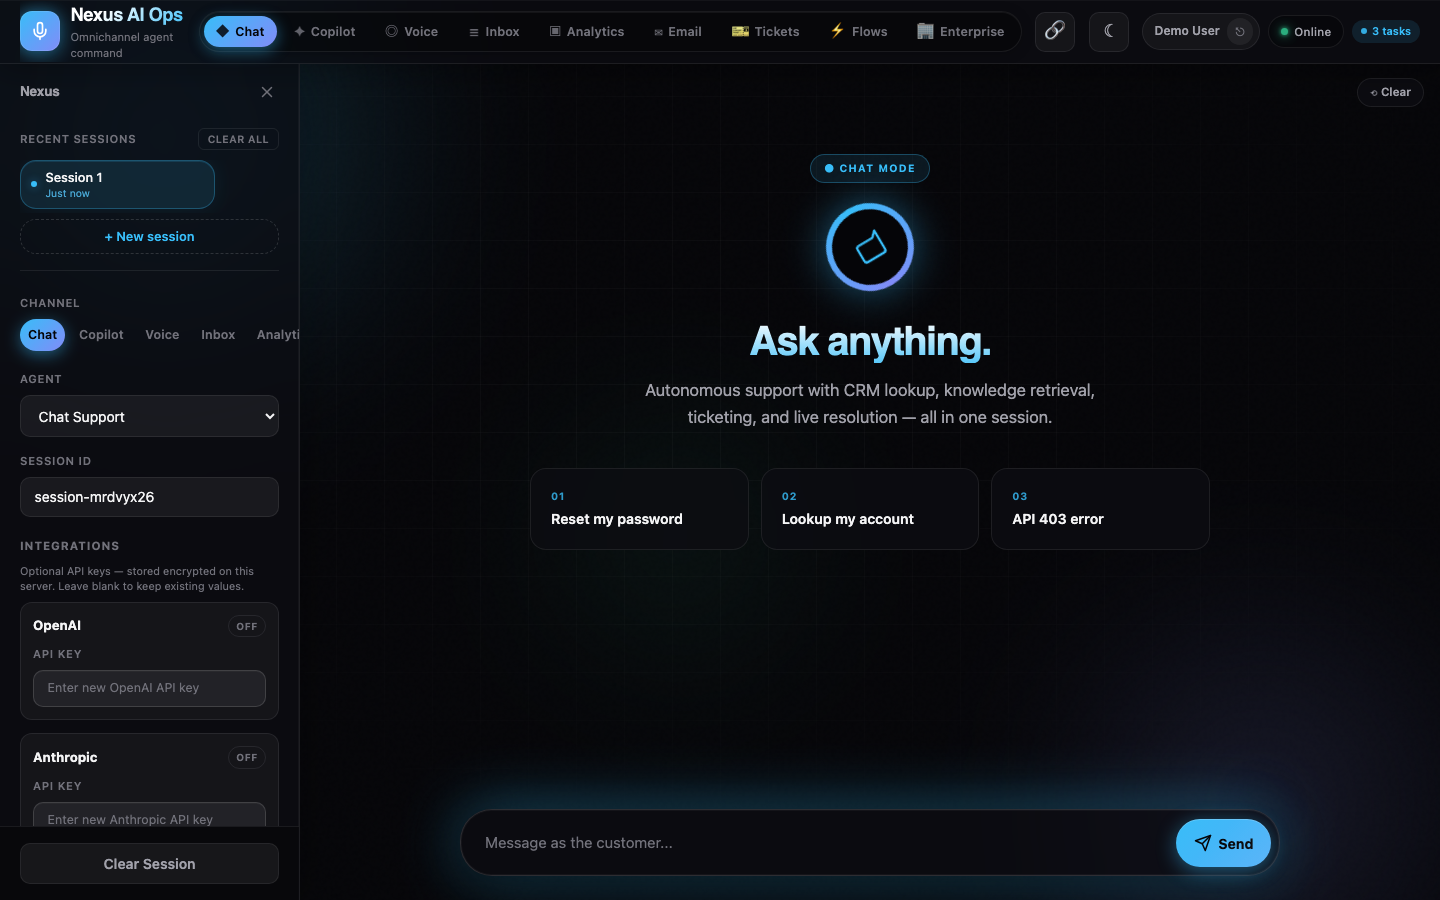 Nexus AI Ops
Omnichannel agent
command
Chat
Copilot
Voice
Inbox
Analytics
Email
Tickets
Flows
Enterprise
Demo User
Online
3 tasks
Nexus
RECENT SESSIONS
CLEAR ALL
Session 1
Just now
+ New session
CHANNEL
Chat
Copilot
Voice
Inbox
Analyti
AGENT
Chat Support
SESSION ID
session-mrdvyx26
INTEGRATIONS
Optional API keys — stored encrypted on this
server. Leave blank to keep existing values.
OpenAI
OFF
API KEY
Enter new OpenAI API key
Anthropic
OFF
API KEY
Enter new Anthropic API key
Clear Session
Clear
CHAT MODE
Ask anything.
Autonomous support with CRM lookup, knowledge retrieval,
ticketing, and live resolution — all in one session.
01
Reset my password
02
Lookup my account
03
API 403 error
Message as the customer...
Send